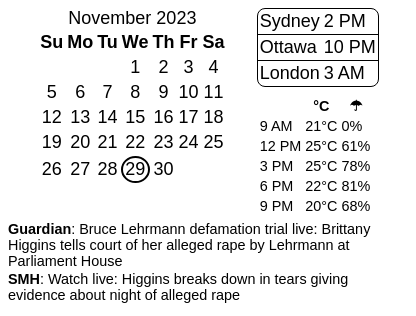 November 2023
Su Mo Tu We Th Fr Sa
1 2 3 4
5 6 7 8 9 10 11
12 13 14 15 16 17 18
19 20 21 22 23 24 25
26 27 28 29 30
Sydney 2 PM
Ottawa 10 PM
London 3 AM
°C ☂
9 AM 21°C 0%
12 PM 25°C 61%
3 PM 25°C 78%
6 PM 22°C 81%
9 PM 20°C 68%
Guardian: Bruce Lehrmann defamation trial live: Brittany
Higgins tells court of her alleged rape by Lehrmann at
Parliament House
SMH: Watch live: Higgins breaks down in tears giving
evidence about night of alleged rape